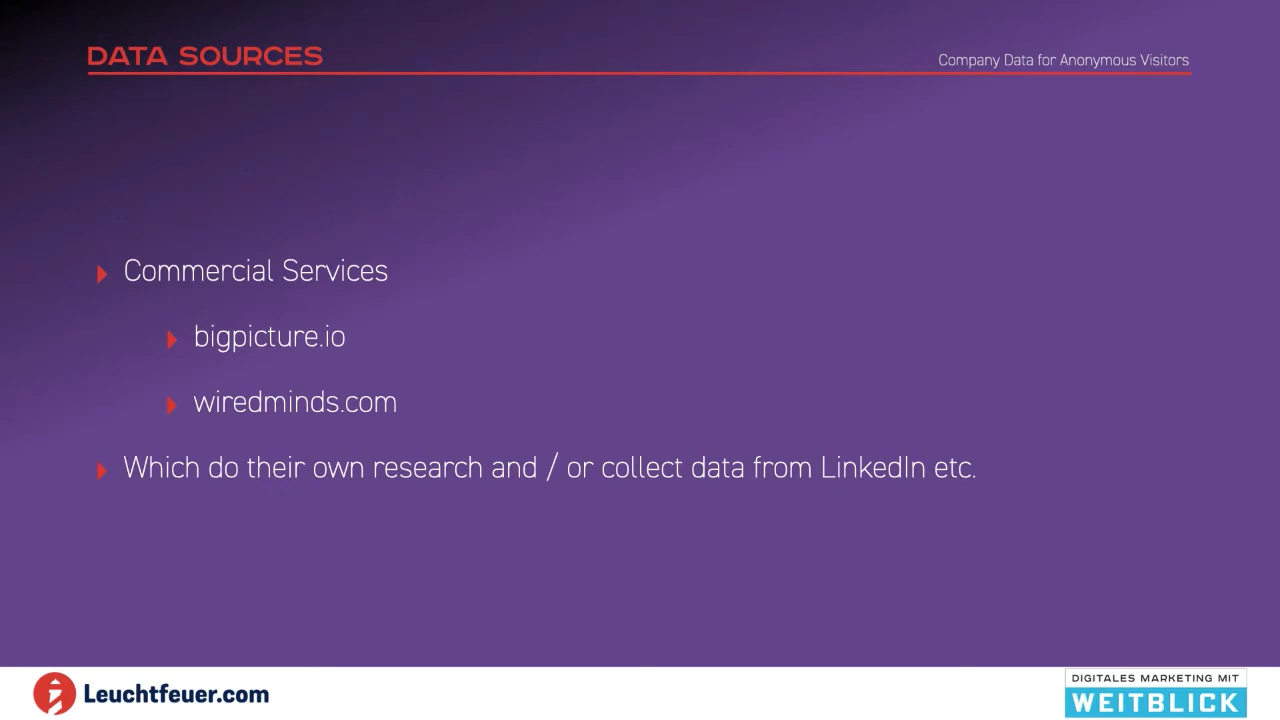 DATA SOURCES
Company Data for Anonymous Visitors
Commercial Services
bigpicture.io
wiredminds.com
Which do their own research and / or collect data from LinkedIn etc.
Leuchtfeuer.com
DIGITALES MARKETING MIT
WEITBLICK